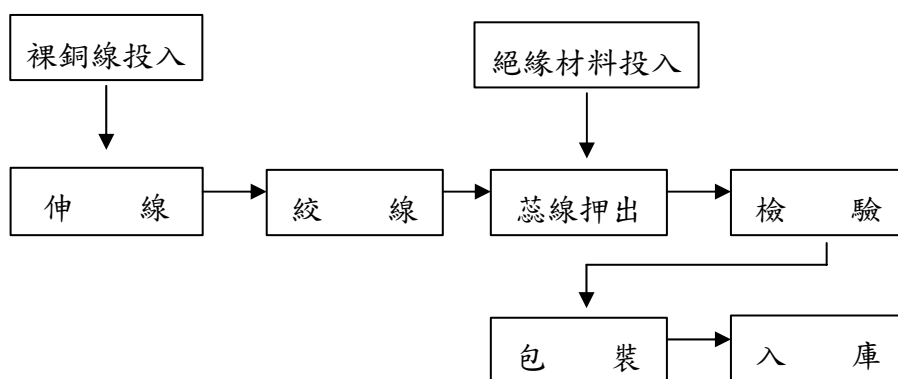 裸銅線投入
絕緣材料投入
伸 線
絞 線
蕊線押出
檢 驗
包 裝
入 庫